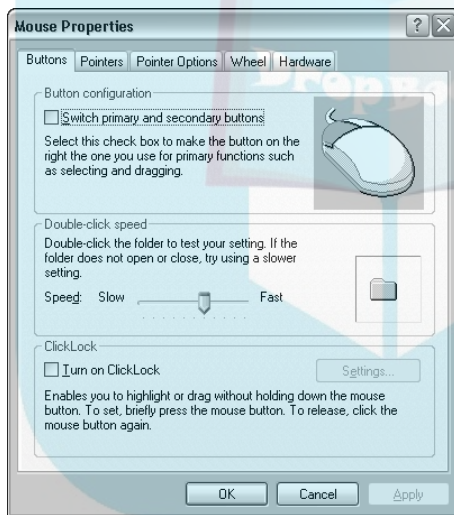 Mouse Properties
Buttons Pointers Pointer Options Wheel Hardware
Button configuration
Switch primary and secondary buttons
Select this check box to make the button on the
right the one you use for primary functions such
as selecting and dragging.
Double-click speed
Double-click the folder to test your setting. If the
folder does not open or close, try using a slower
setting.
Speed: Slow Fast
ClickLock
Turn on ClickLock Settings...
Enables you to highlight or drag without holding down the mouse
button. To set, briefly press the mouse button. To release, click the
mouse button again.
OK Cancel Apply